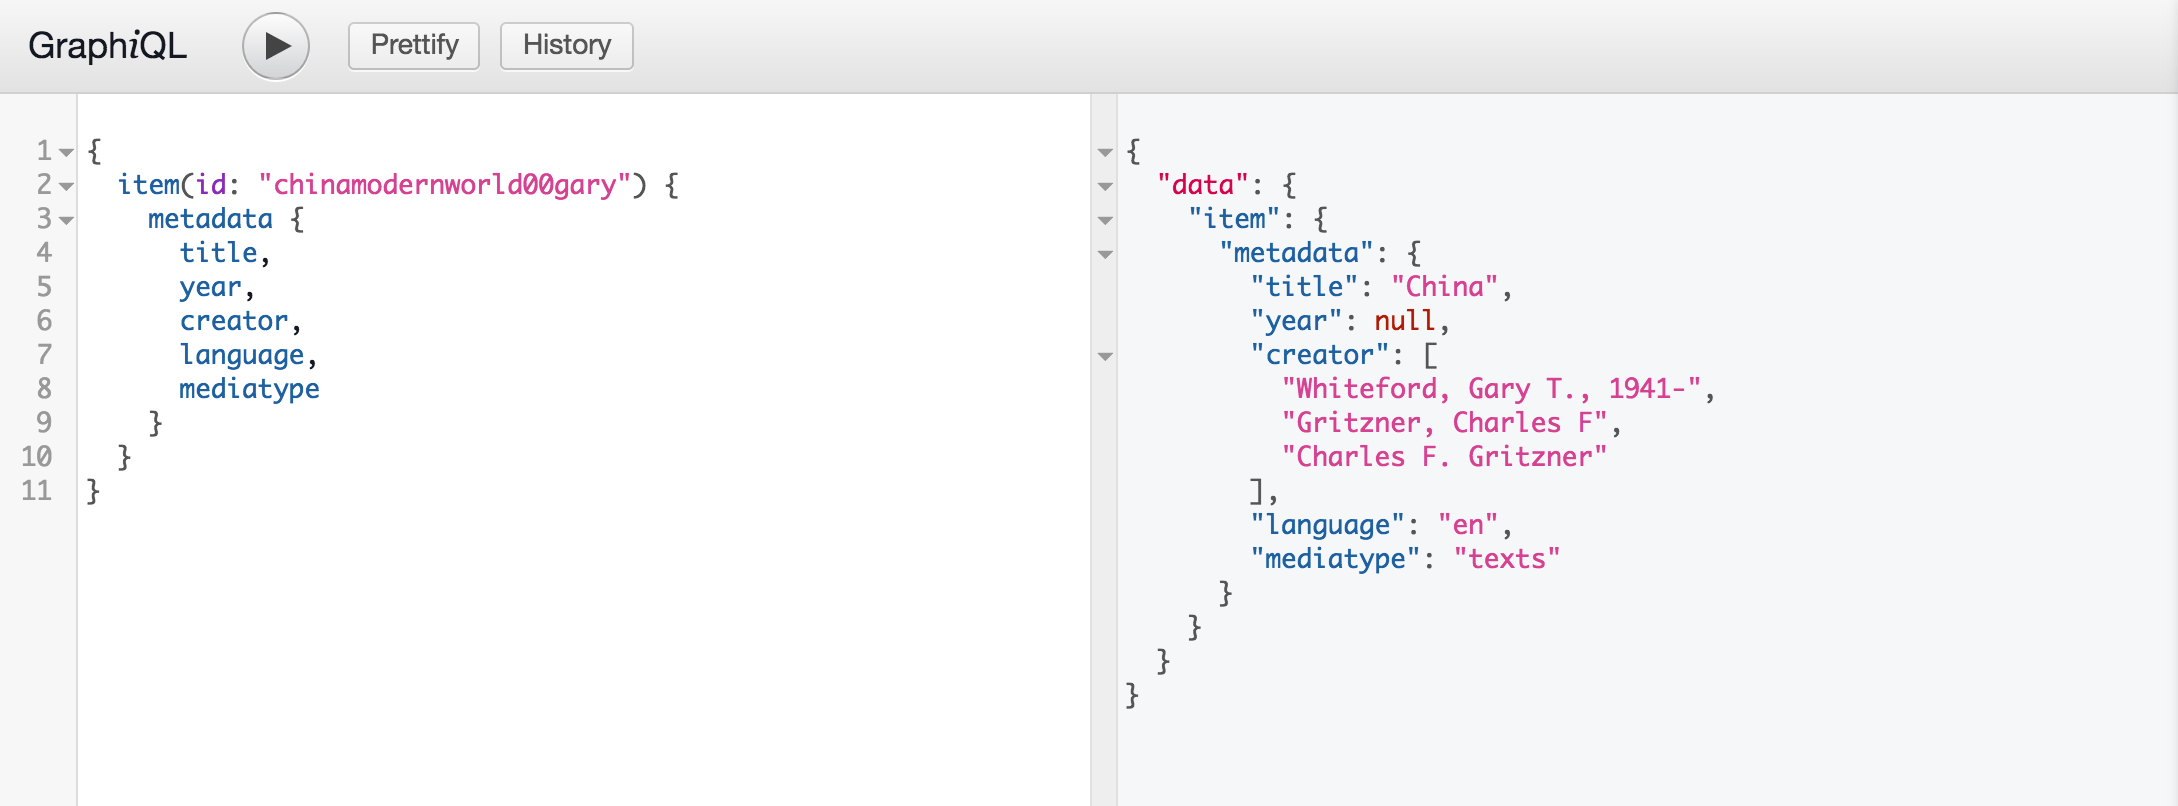 GraphiQL Prettify History
1 {
2 item(id: "chinamodernworld00gary") {
3 metadata {
4 title,
5 year,
6 creator,
7 language,
8 mediatype
9 }
10 }
11 }
{
"data": {
"item": {
"metadata": {
"title": "China",
"year": null,
"creator": [
"Whiteford, Gary T., 1941-",
"Gritzner, Charles F",
"Charles F. Gritzner"
],
"language": "en",
"mediatype": "texts"
}
}
}
}